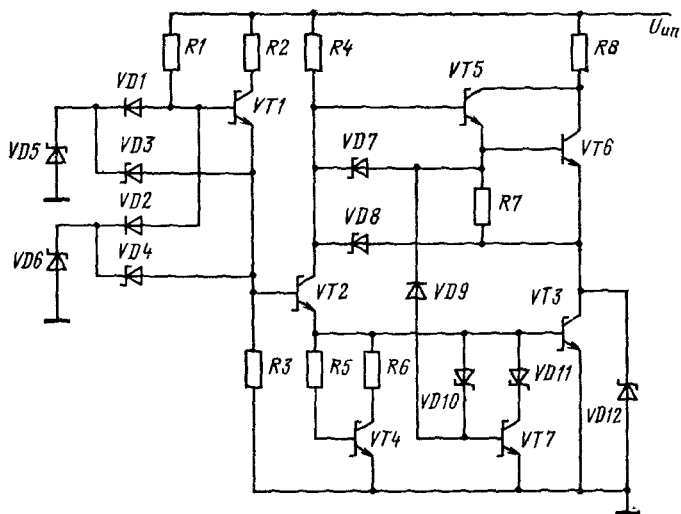 R1 R2 R4 R8 Uип
VT5
VD1 VT1
VD5 VD3 VD7 VT6
VD2 R7
VD6 VD4 VD8
VT2 VD9 VT3
R3 R5 R6 VD11
VD10 VD12
VT4 VT7